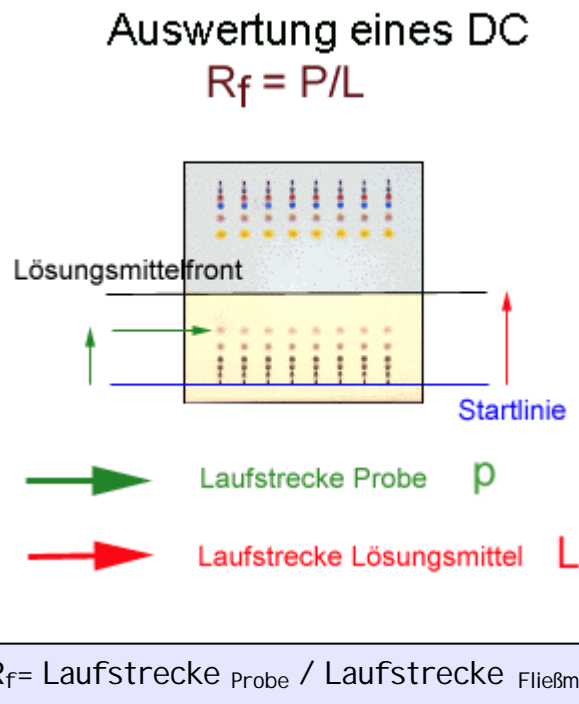 Auswertung eines DC
Rf = P/L
Lösungsmittelfront
Startlinie
Laufstrecke Probe p
Laufstrecke Lösungsmittel L
Rf= Laufstrecke Probe / Laufstrecke Fließm